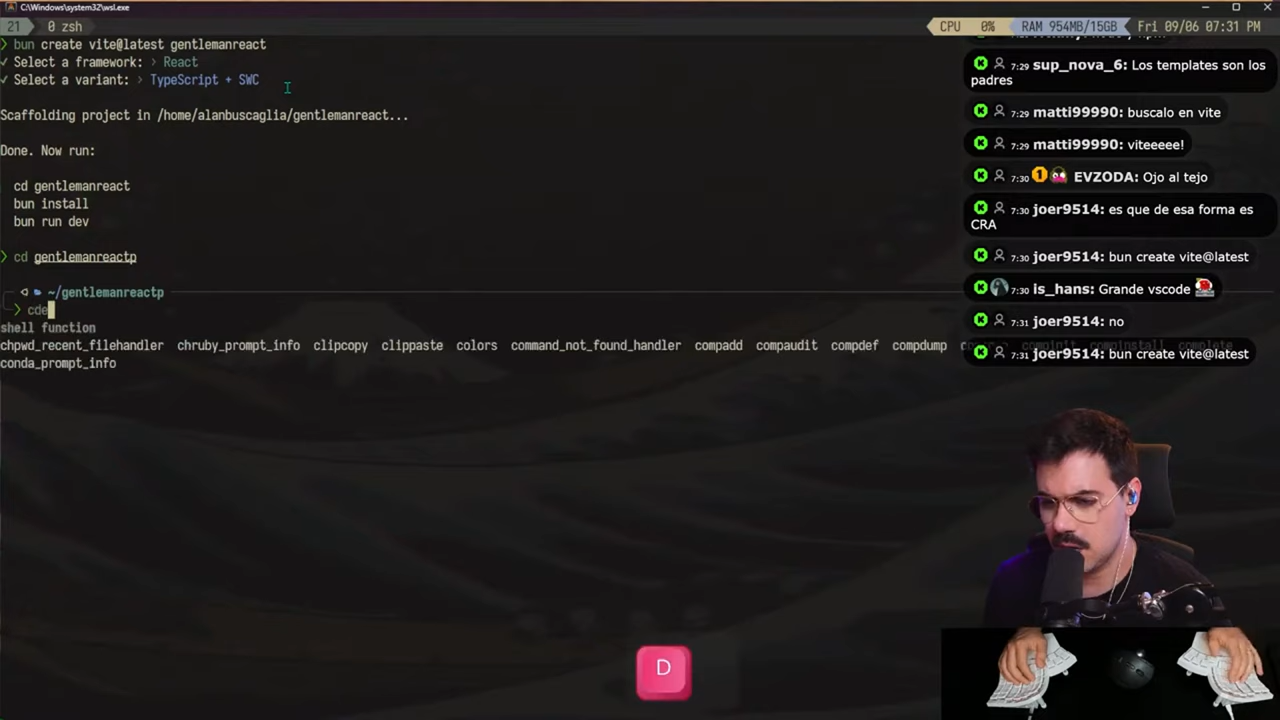 C:\Windows\system32\wsl.exe
21 0 zsh
CPU 0% RAM 954MB/15GB Fri 09/06 07:31 PM
❯ bun create vite@latest gentlemanreact
✓ Select a framework: › React
✓ Select a variant: › TypeScript + SWC
Scaffolding project in /home/alanbuscaglia/gentlemanreact...
Done. Now run:
cd gentlemanreact
bun install
bun run dev
❯ cd gentlemanreactp
~/gentlemanreactp
❯ cde
shell function
chpwd_recent_filehandler chruby_prompt_info clipcopy clippaste colors command_not_found_handler compadd compaudit compdef compdump compinit compinstall complete
conda_prompt_info
7:29 sup_nova_6: Los templates son los
padres
7:29 matti99990: buscalo en vite
7:29 matti99990: viteeeee!
7:30 1 EVZODA: Ojo al tejo
7:30 joer9514: es que de esa forma es
CRA
7:30 joer9514: bun create vite@latest
7:30 is_hans: Grande vscode
7:31 joer9514: no
7:31 joer9514: bun create vite@latest
D